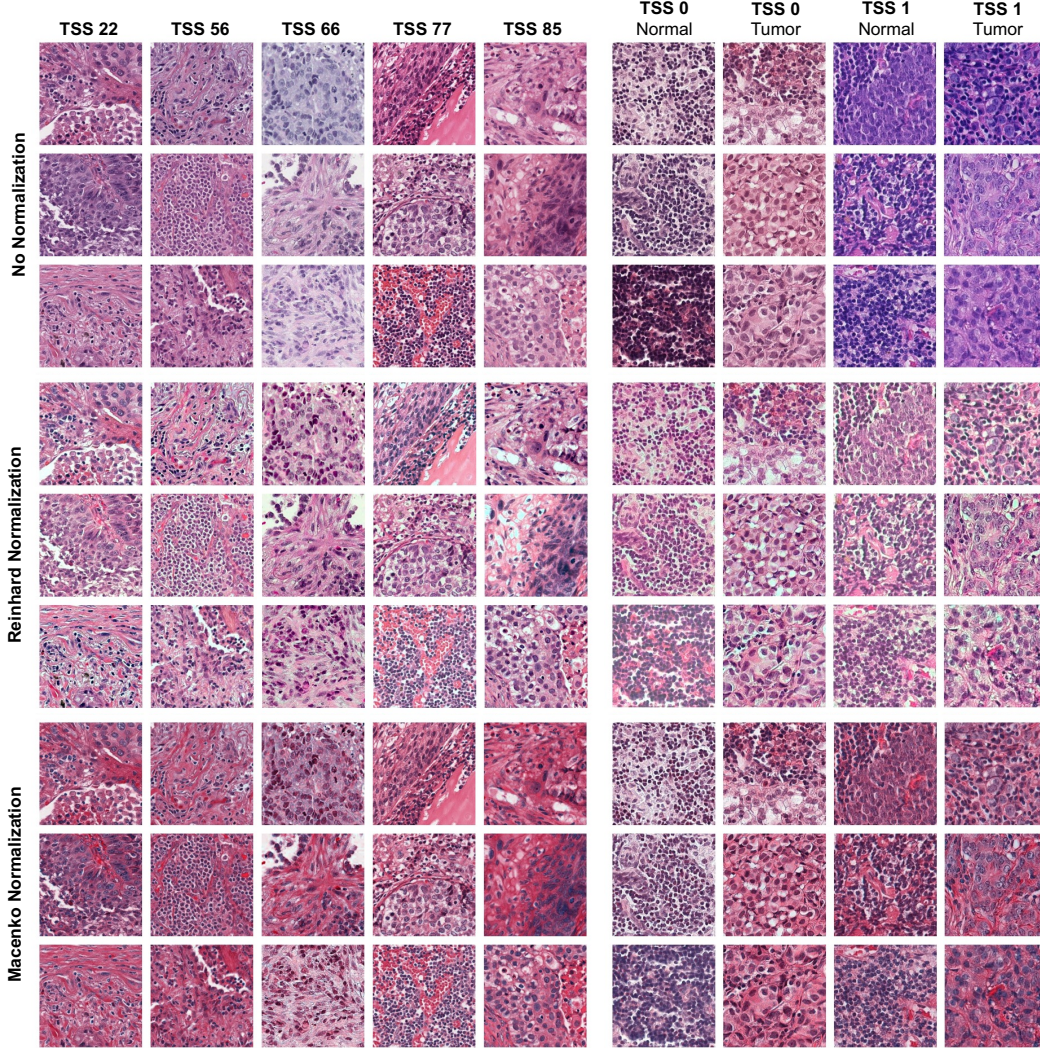 TSS 22 TSS 56 TSS 66 TSS 77 TSS 85 TSS 0 TSS 0 TSS 1 TSS 1
Normal Tumor Normal Tumor
No Normalization
Reinhard Normalization
Macenko Normalization